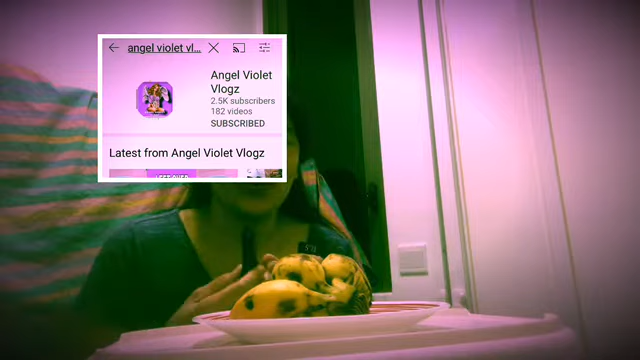 angel violet vl...
Angel Violet
Vlogz
2.5K subscribers
182 videos
SUBSCRIBED
Latest from Angel Violet Vlogz